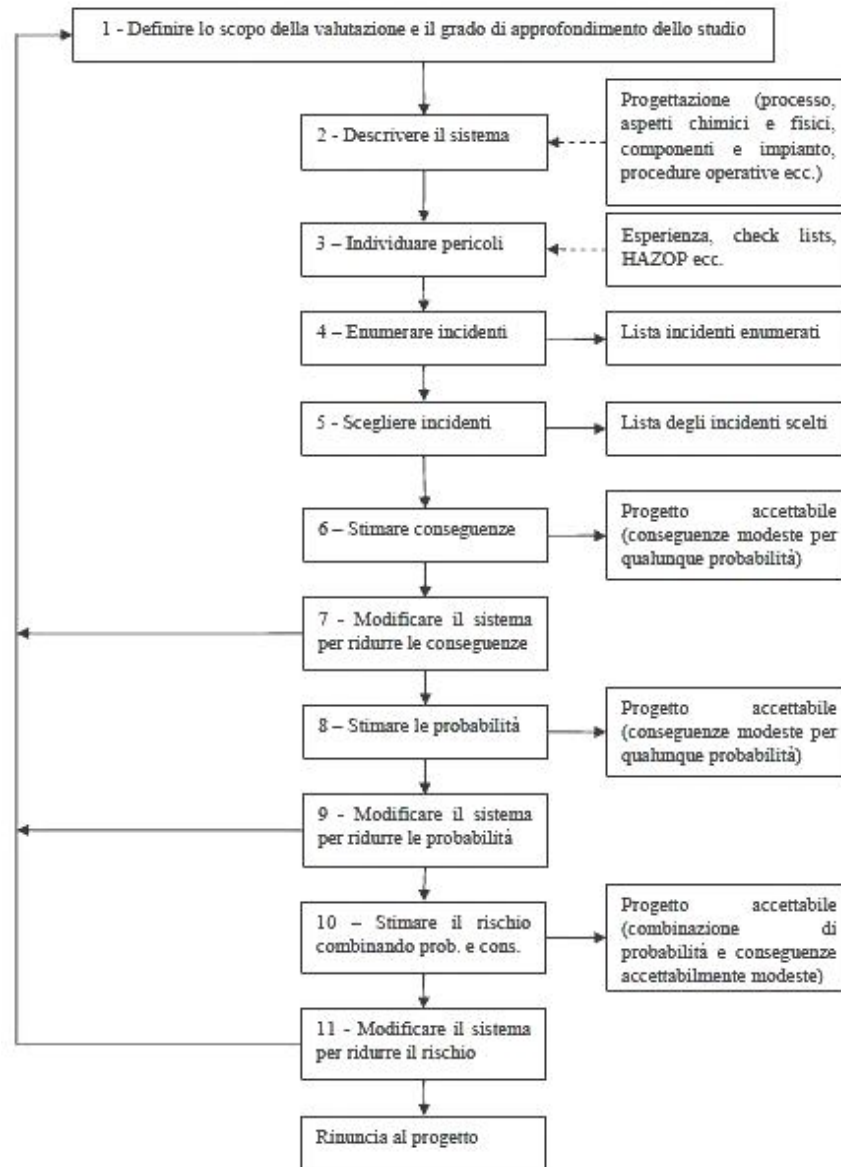 1 - Definire lo scopo della valutazione e il grado di approfondimento dello studio
2 - Descrivere il sistema
Progettazione (processo,
aspetti chimici e fisici,
componenti e impianto,
procedure operative ecc.)
3 – Individuare pericoli
Esperienza, check lists,
HAZOP ecc.
4 – Enumerare incidenti
Lista incidenti enumerati
5 - Scegliere incidenti
Lista degli incidenti scelti
6 – Stimare conseguenze
Progetto accettabile
(conseguenze modeste per
qualunque probabilità)
7 - Modificare il sistema
per ridurre le conseguenze
8 – Stimare le probabilità
Progetto accettabile
(conseguenze modeste per
qualunque probabilità)
9 - Modificare il sistema
per ridurre le probabilità
10 – Stimare il rischio
combinando prob. e cons.
Progetto accettabile
(combinazione di
probabilità e conseguenze
accettabilmente modeste)
11 - Modificare il sistema
per ridurre il rischio
Rinuncia al progetto